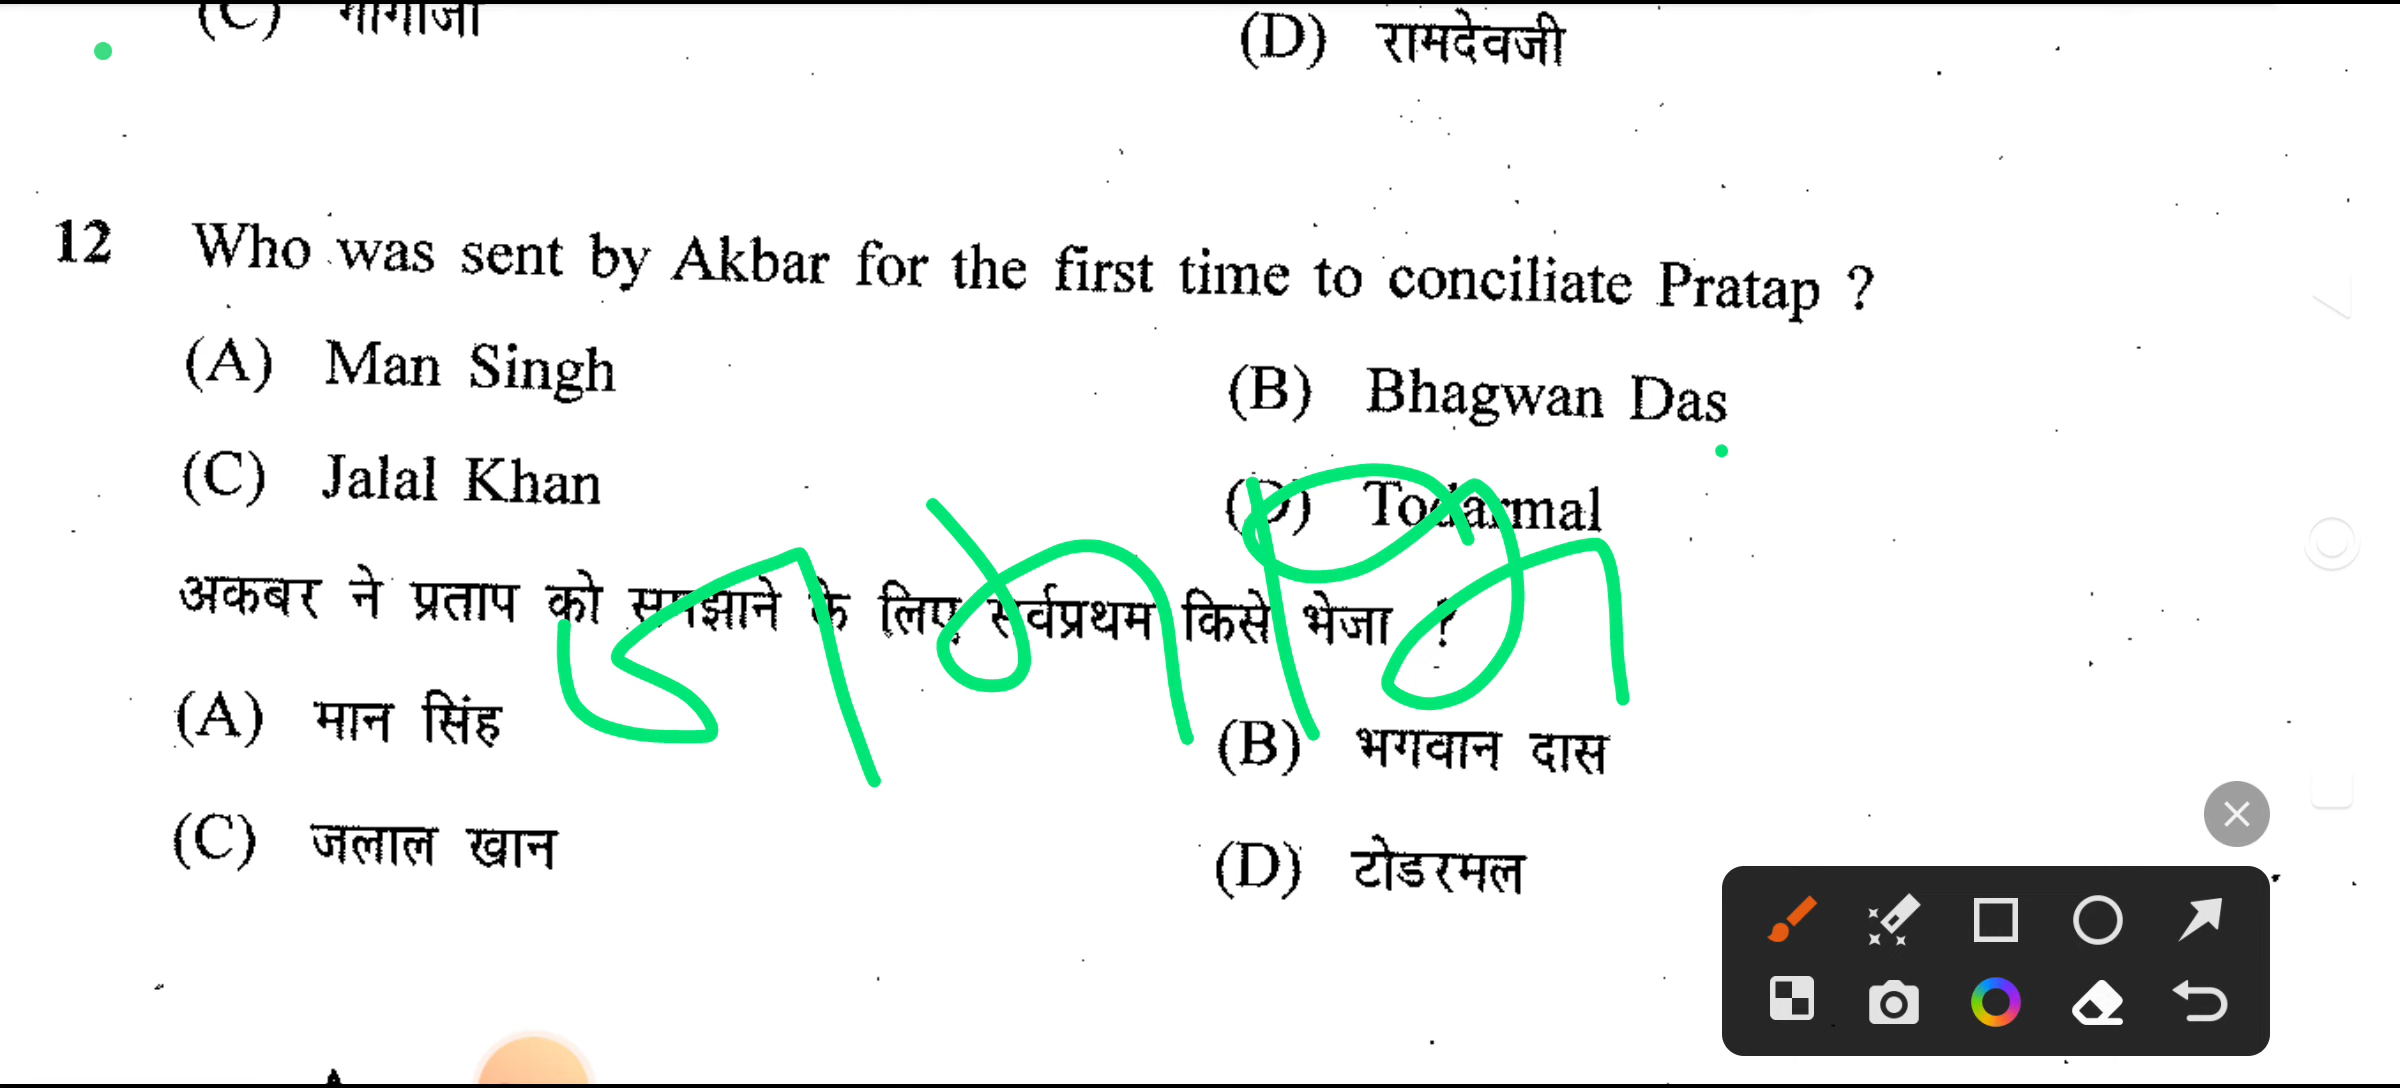 (C) गोगाजी (D) रामदेवजी
12 Who was sent by Akbar for the first time to conciliate Pratap ?
(A) Man Singh (B) Bhagwan Das
(C) Jalal Khan (D) Todarmal
अकबर ने प्रताप को समझाने के लिए सर्वप्रथम किसे भेजा ?
(A) मान सिंह (B) भगवान दास
(C) जलाल खान (D) टोडरमल